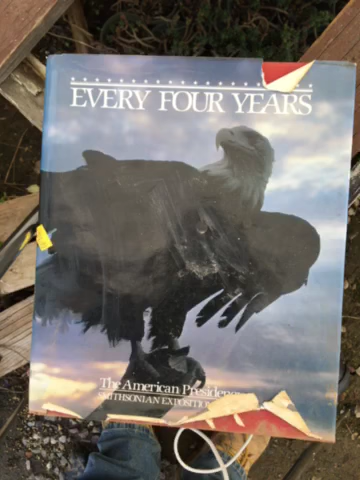 EVERY FOUR YEARS
The American Presidency
SMITHSONIAN EXPOSITION